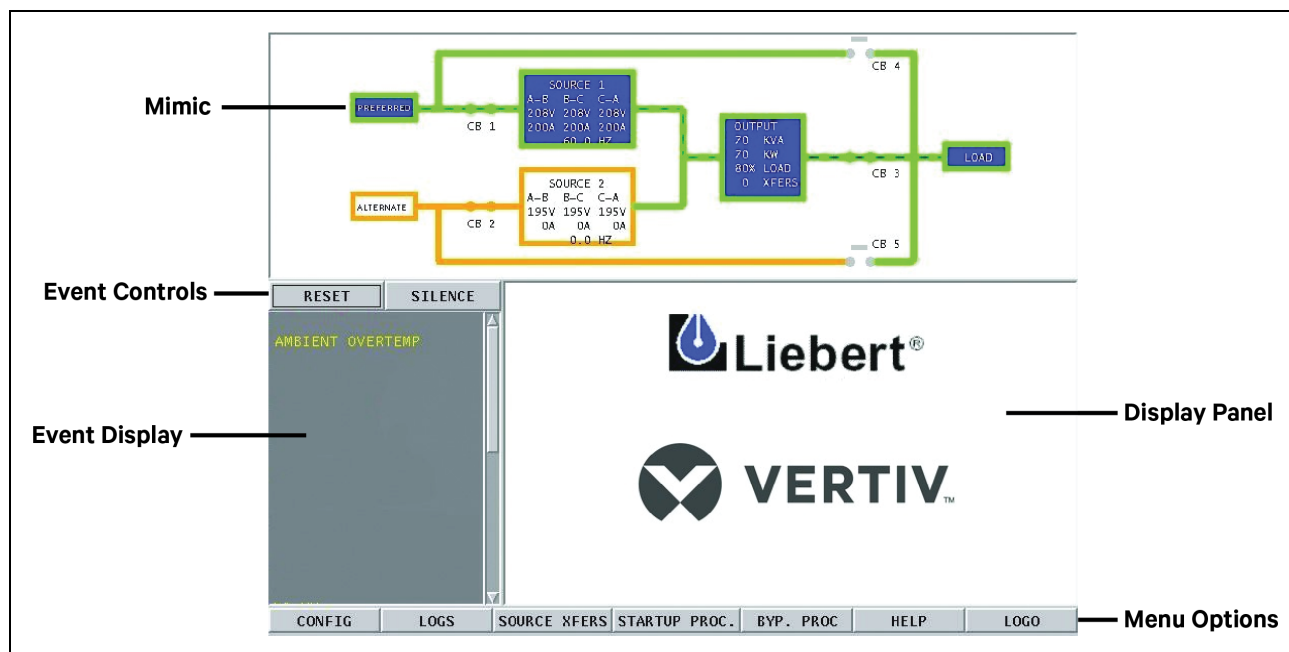 Mimic
PREFERRED
CB 1
SOURCE 1
A-B B-C C-A
208V 208V 208V
200A 200A 200A
60.0 HZ
CB 4
OUTPUT
70 KVA
70 KW
80% LOAD
0 XFERS
CB 3
LOAD
ALTERNATE
CB 2
SOURCE 2
A-B B-C C-A
195V 195V 195V
0A 0A 0A
0.0 HZ
CB 5
Event Controls
RESET SILENCE
AMBIENT OVERTEMP
Event Display
Liebert®
VERTIV™
Display Panel
CONFIG LOGS SOURCE XFERS STARTUP PROC. BYP. PROC HELP LOGO
Menu Options